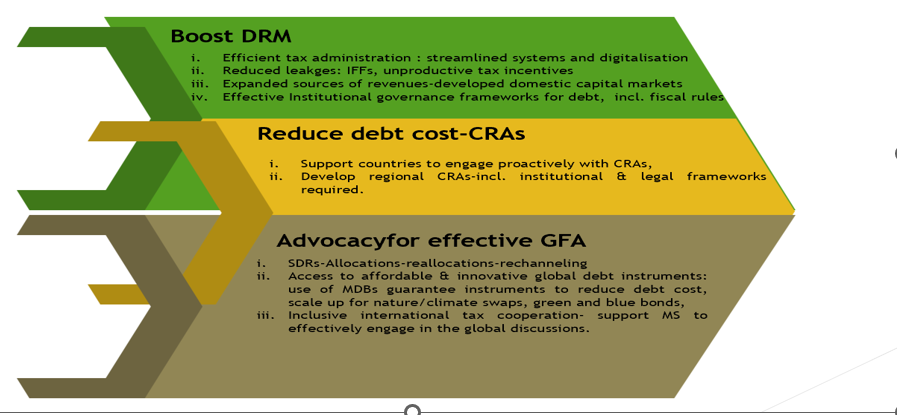 Boost DRM
i. Efficient tax administration : streamlined systems and digitalisation
ii. Reduced leakages: IFFs, unproductive tax incentives
iii. Expanded sources of revenues-developed domestic capital markets
iv. Effective Institutional governance frameworks for debt, incl. fiscal rules
Reduce debt cost-CRAs
i. Support countries to engage proactively with CRAs,
ii. Develop regional CRAs-incl. institutional & legal frameworks
required.
Advocacyfor effective GFA
i. SDRs-Allocations-reallocations-rechanneling
ii. Access to affordable & innovative global debt instruments:
use of MDBs guarantee instruments to reduce debt cost,
scale up for nature/climate swaps, green and blue bonds,
iii. Inclusive international tax cooperation- support MS to
effectively engage in the global discussions.